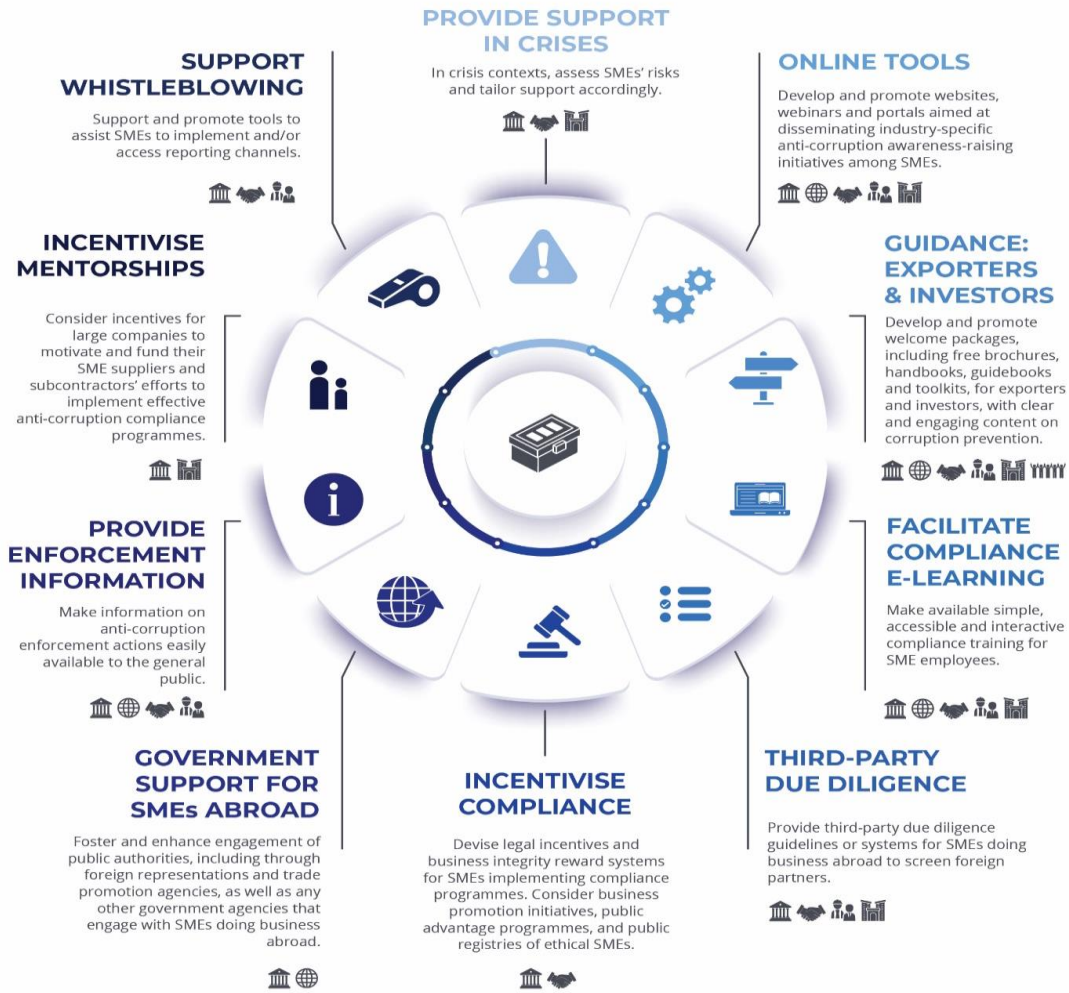 PROVIDE SUPPORT
IN CRISES
In crisis contexts, assess SMEs' risks
and tailor support accordingly.
ONLINE TOOLS
Develop and promote websites,
webinars and portals aimed at
disseminating industry-specific
anti-corruption awareness-raising
initiatives among SMEs.
GUIDANCE:
EXPORTERS
& INVESTORS
Develop and promote
welcome packages,
including free brochures,
handbooks, guidebooks
and toolkits, for exporters
and investors, with clear
and engaging content on
corruption prevention.
FACILITATE
COMPLIANCE
E-LEARNING
Make available simple,
accessible and interactive
compliance training for
SME employees.
THIRD-PARTY
DUE DILIGENCE
Provide third-party due diligence
guidelines or systems for SMEs doing
business abroad to screen foreign
partners.
INCENTIVISE
COMPLIANCE
Devise legal incentives and
business integrity reward systems
for SMEs implementing compliance
programmes. Consider business
promotion initiatives, public
advantage programmes, and public
registries of ethical SMEs.
GOVERNMENT
SUPPORT FOR
SMEs ABROAD
Foster and enhance engagement of
public authorities, including through
foreign representations and trade
promotion agencies, as well as any
other government agencies that
engage with SMEs doing business
abroad.
PROVIDE
ENFORCEMENT
INFORMATION
Make information on
anti-corruption
enforcement actions easily
available to the general
public.
INCENTIVISE
MENTORSHIPS
Consider incentives for
large companies to
motivate and fund their
SME suppliers and
subcontractors' efforts to
implement effective
anti-corruption compliance
programmes.
SUPPORT
WHISTLEBLOWING
Support and promote tools to
assist SMEs to implement and/or
access reporting channels.